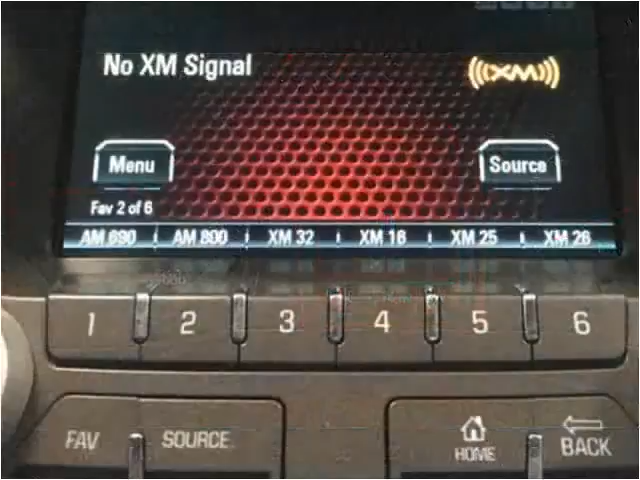 No XM Signal
((XM))
Menu
Source
Fav 2 of 6
AM 690 AM 800 XM 32 XM 16 XM 25 XM 26
1 2 3 4 5 6
FAV SOURCE HOME BACK